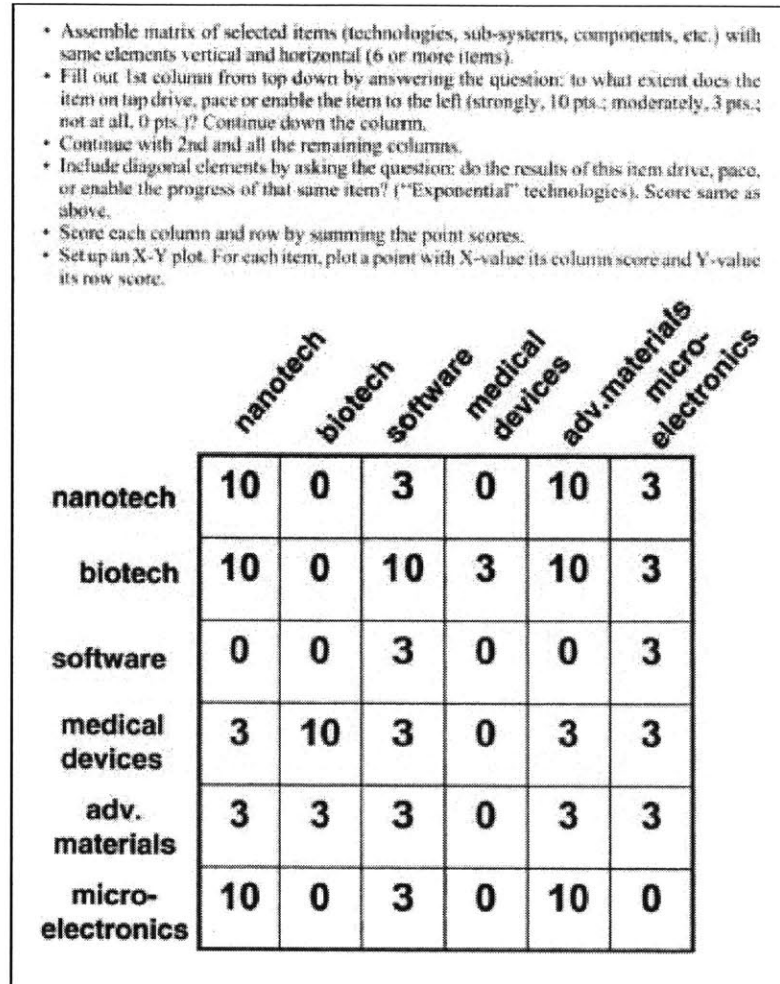 • Assemble matrix of selected items (technologies, sub-systems, components, etc.) with
same elements vertical and horizontal (6 or more items).
• Fill out 1st column from top down by answering the question: to what extent does the
item on top drive, pace or enable the item to the left (strongly, 10 pts.; moderately, 3 pts.;
not at all, 0 pts.)? Continue down the column.
• Continue with 2nd and all the remaining columns.
• Include diagonal elements by asking the question: do the results of this item drive, pace,
or enable the progress of that same item? ("Exponential" technologies). Score same as
above.
• Score each column and row by summing the point scores.
• Set up an X-Y plot. For each item, plot a point with X-value its column score and Y-value
its row score.
nanotech biotech software medical devices adv.materials micro-electronics
nanotech 10 0 3 0 10 3
biotech 10 0 10 3 10 3
software 0 0 3 0 0 3
medical
devices 3 10 3 0 3 3
adv.
materials 3 3 3 0 3 3
micro-
electronics 10 0 3 0 10 0